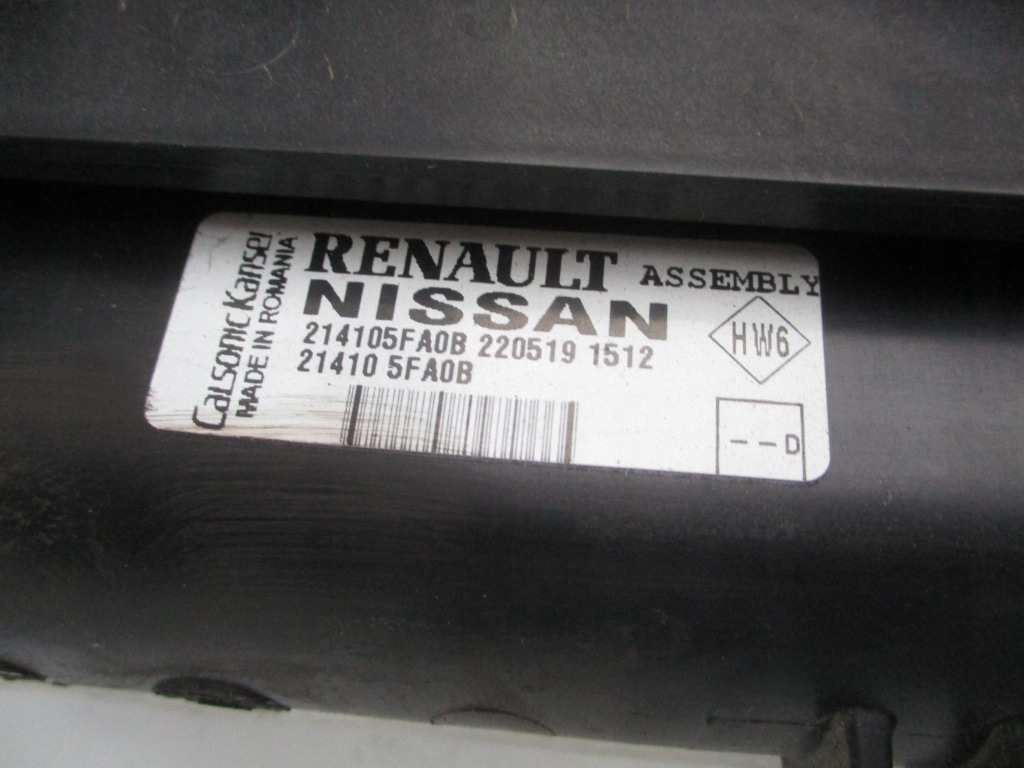 Calsonic Kansei
MADE IN ROMANIA
RENAULT ASSEMBLY
NISSAN
214105FA0B 220519 1512
21410 5FA0B
HW6
--D